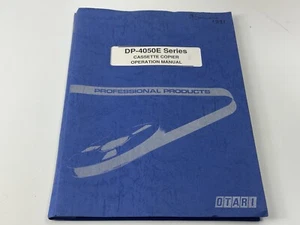 DP-4050E Series
CASSETTE COPIER
OPERATION MANUAL
PROFESSIONAL PRODUCTS
OTARI